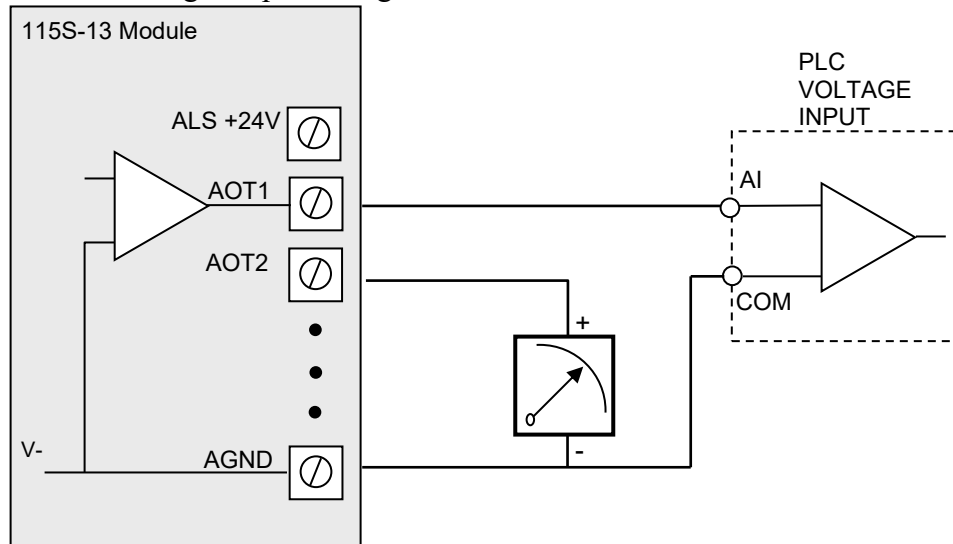 115S-13 Module
PLC
VOLTAGE
INPUT
ALS +24V
AI
AOT1
AOT2
COM
+
-
V-
AGND